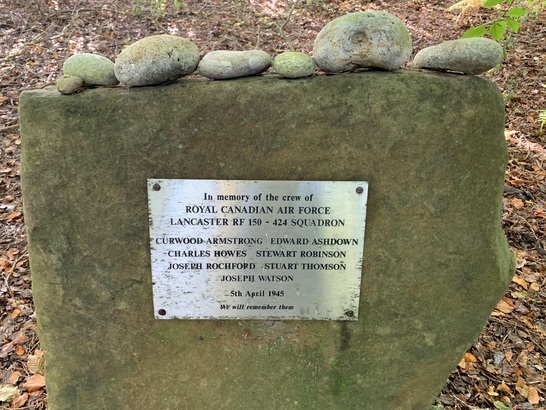 In memory of the crew of
ROYAL CANADIAN AIR FORCE
LANCASTER RF 150 - 424 SQUADRON
CURWOOD ARMSTRONG EDWARD ASHDOWN
CHARLES HOWES STEWART ROBINSON
JOSEPH ROCHFORD STUART THOMSON
JOSEPH WATSON
5th April 1945
We will remember them